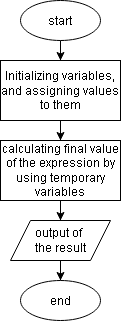 start
Initializing variables,
and assigning values
to them
calculating final value
of the expression by
using temporary
variables
output of
the result
end